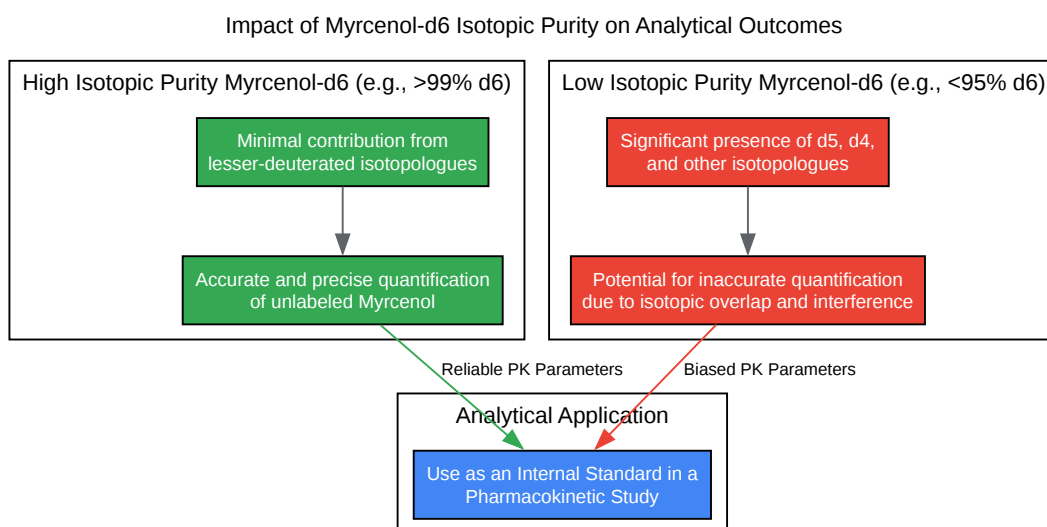 Impact of Myrcenol-d6 Isotopic Purity on Analytical Outcomes
High Isotopic Purity Myrcenol-d6 (e.g., >99% d6)
Minimal contribution from
lesser-deuterated isotopologues
Accurate and precise quantification
of unlabeled Myrcenol
Low Isotopic Purity Myrcenol-d6 (e.g., <95% d6)
Significant presence of d5, d4,
and other isotopologues
Potential for inaccurate quantification
due to isotopic overlap and interference
Reliable PK Parameters
Biased PK Parameters
Analytical Application
Use as an Internal Standard in a
Pharmacokinetic Study